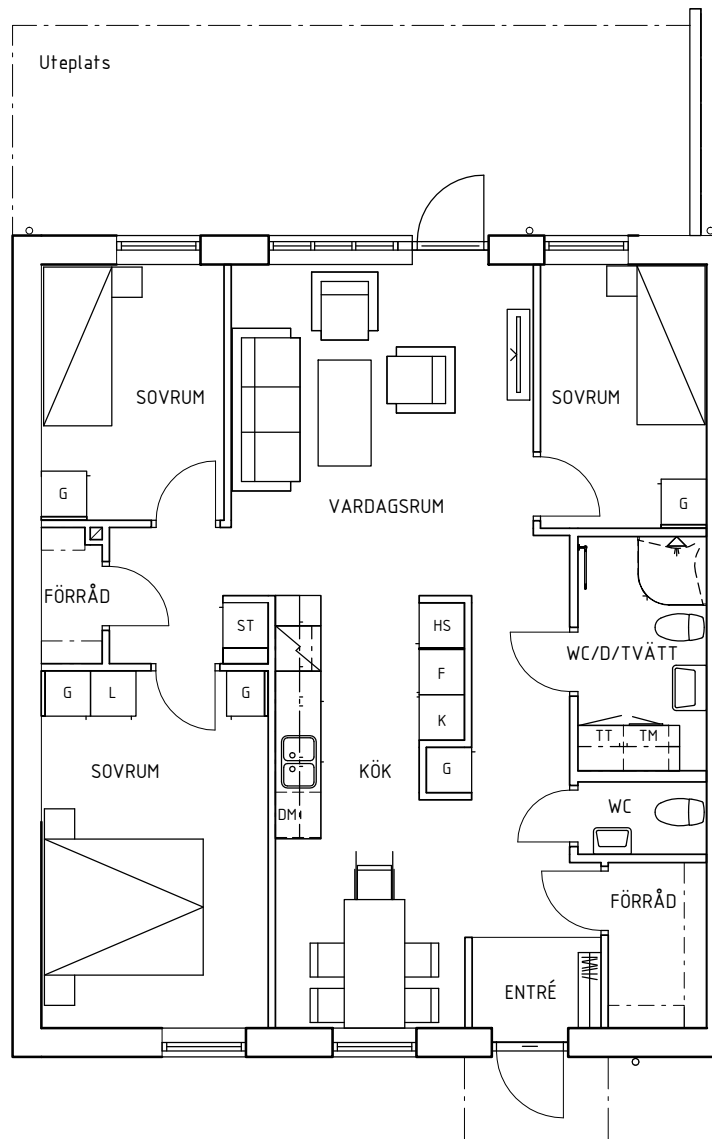 Uteplats
SOVRUM
SOVRUM
G
G
VARDAGSRUM
FÖRRÅD
ST
HS
WC/D/TVÄTT
F
G
L
G
K
TT
TM
SOVRUM
KÖK
G
DM
WC
FÖRRÅD
ENTRÉ